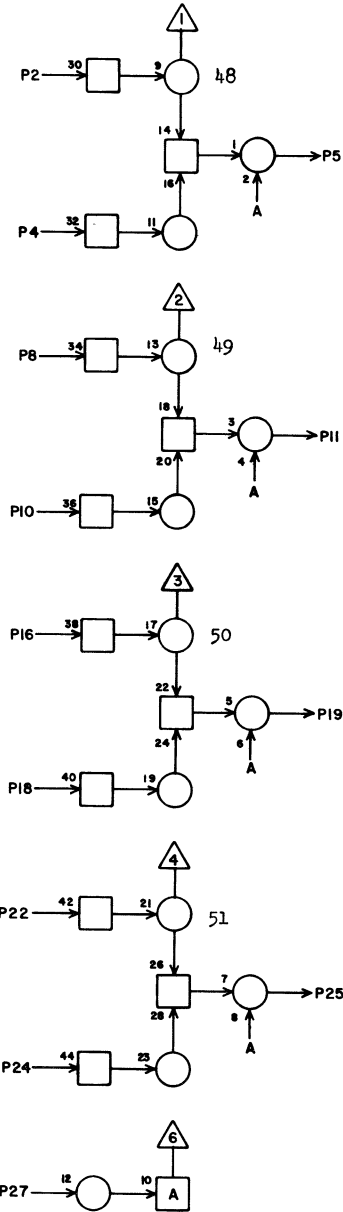 1
P2 30 9 48
14 1 P5
16 2 A
P4 32 11
2
P8 34 13 49
18 3 P11
20 4 A
P10 36 15
3
P16 38 17 50
22 5 P19
24 6 A
P18 40 19
4
P22 42 21 51
26 7 P25
28 8 A
P24 44 23
6
P27 12 10 A